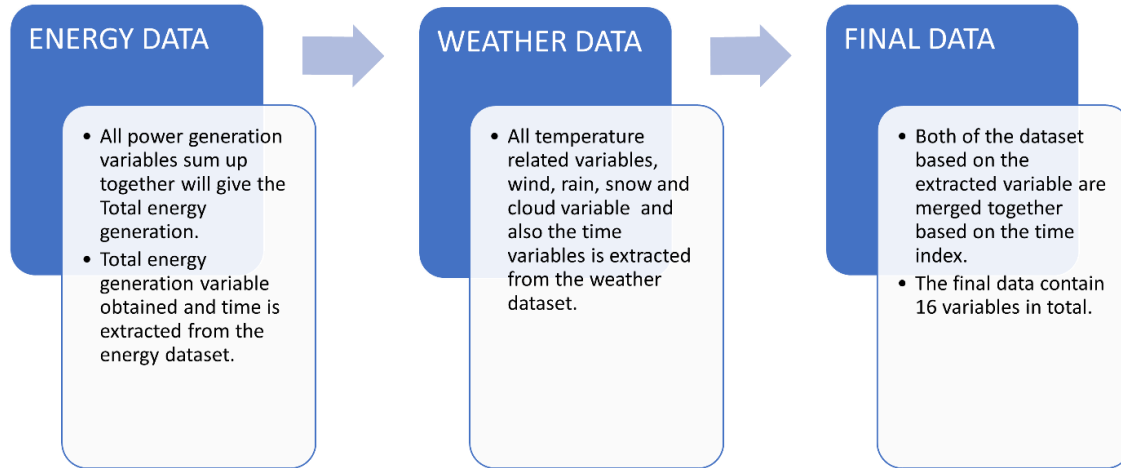 ENERGY DATA
• All power generation
variables sum up
together will give the
Total energy
generation.
• Total energy
generation variable
obtained and time is
extracted from the
energy dataset.
WEATHER DATA
• All temperature
related variables,
wind, rain, snow and
cloud variable and
also the time
variables is extracted
from the weather
dataset.
FINAL DATA
• Both of the dataset
based on the
extracted variable are
merged together
based on the time
index.
• The final data contain
16 variables in total.